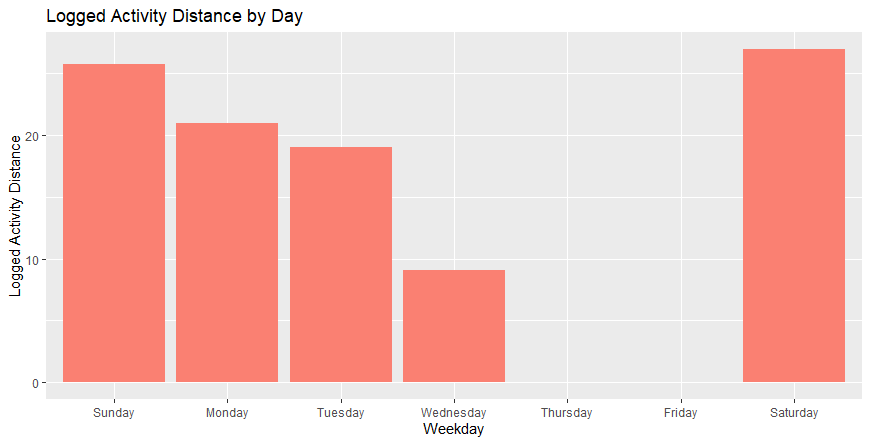 Logged Activity Distance by Day
Logged Activity Distance
20
10
0
Sunday Monday Tuesday Wednesday Thursday Friday Saturday
Weekday